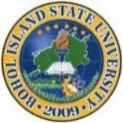 BOHOL ISLAND STATE UNIVERSITY
• 2009 •